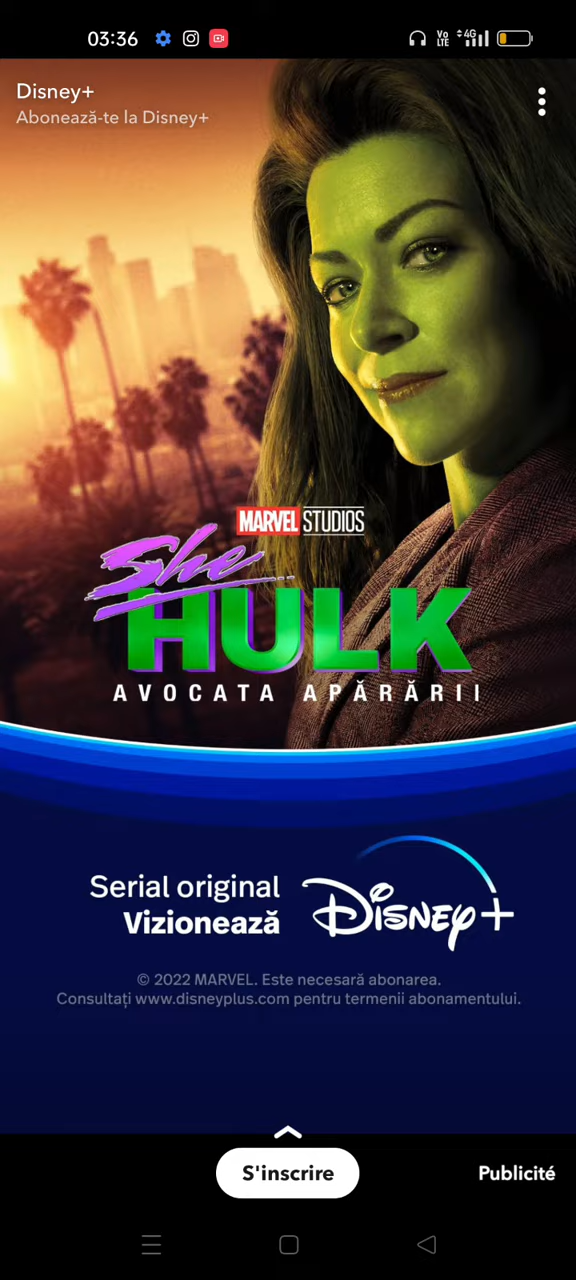 03:36
Vo LTE 4G
Disney+
Abonează-te la Disney+
MARVEL STUDIOS
She
HULK
AVOCATA APĂRĂRII
Serial original
Vizionează
Disney+
© 2022 MARVEL. Este necesară abonarea.
Consultați www.disneyplus.com pentru termenii abonamentului.
S'inscrire
Publicité